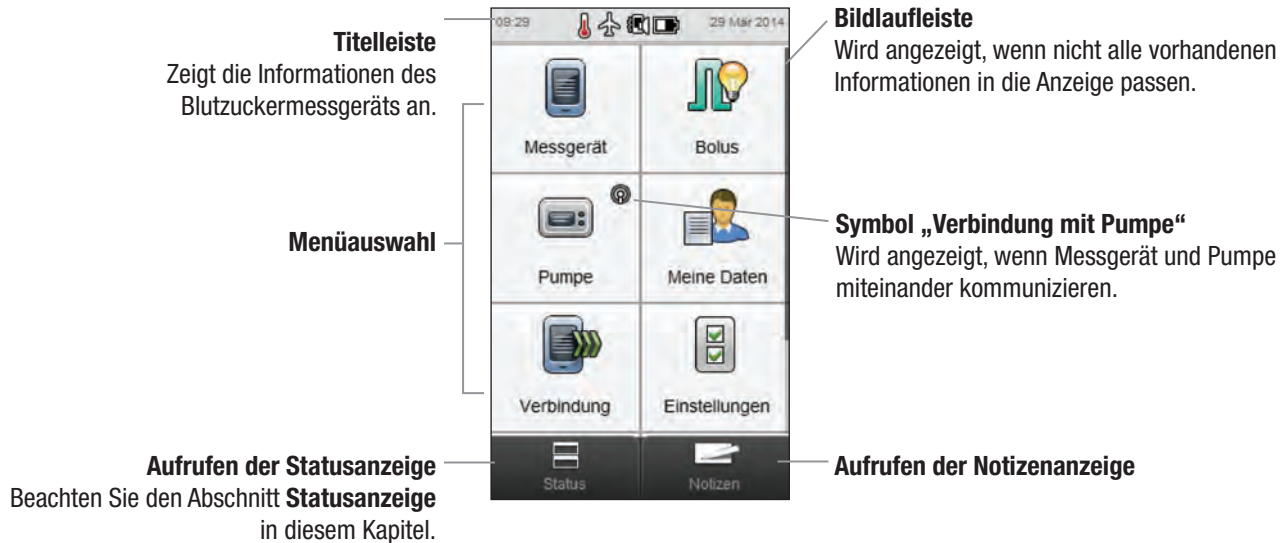 Titelleiste
Zeigt die Informationen des
Blutzuckermessgeräts an.
Menüauswahl
Aufrufen der Statusanzeige
Beachten Sie den Abschnitt Statusanzeige
in diesem Kapitel.
09:29
29 Mär 2014
Messgerät
Bolus
Pumpe
Meine Daten
Verbindung
Einstellungen
Status
Notizen
Bildlaufleiste
Wird angezeigt, wenn nicht alle vorhandenen
Informationen in die Anzeige passen.
Symbol „Verbindung mit Pumpe“
Wird angezeigt, wenn Messgerät und Pumpe
miteinander kommunizieren.
Aufrufen der Notizenanzeige